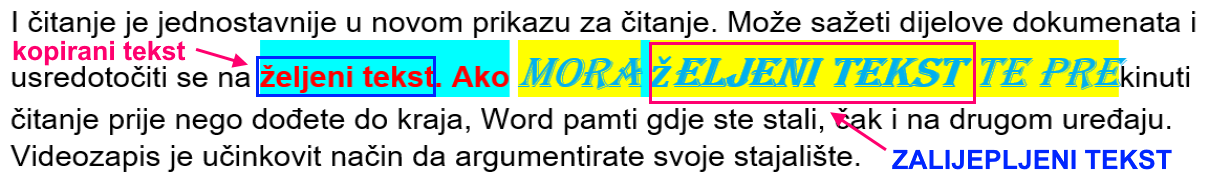 I čitanje je jednostavnije u novom prikazu za čitanje. Može sažeti dijelove dokumenata i
kopirani tekst
usredotočiti se na željeni tekst. Ako MORAŽELJENI TEKST TE PREkinuti
čitanje prije nego dođete do kraja, Word pamti gdje ste stali, čak i na drugom uređaju.
Videozapis je učinkovit način da argumentirate svoje stajalište.
ZALIJEPLJENI TEKST